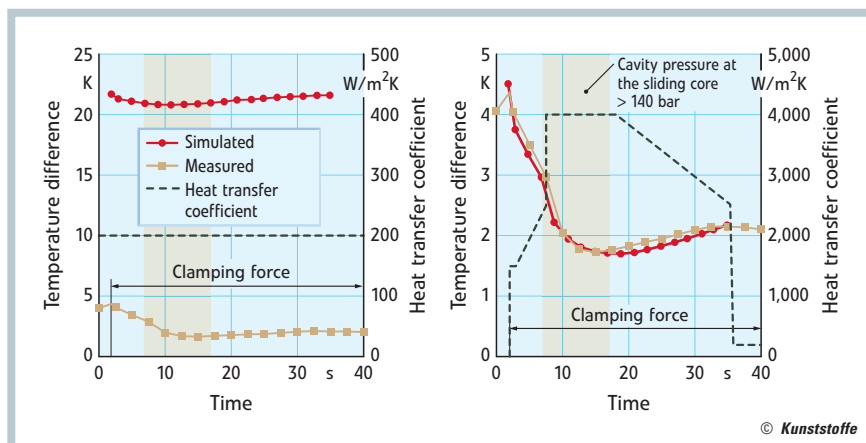 25
K
20
15
10
5
0
Temperature difference
500
W/m²K
400
300
200
100
0
Heat transfer coefficient
Simulated
Measured
Heat transfer
coefficient
Clamping force
0 10 20 30 s 40
Time
5
K
4
3
2
1
0
Temperature difference
5,000
W/m²K
4,000
3,000
2,000
1,000
0
Heat transfer coefficient
Cavity pressure at
the sliding core
> 140 bar
Clamping force
0 10 20 30 s 40
Time
© Kunststoffe